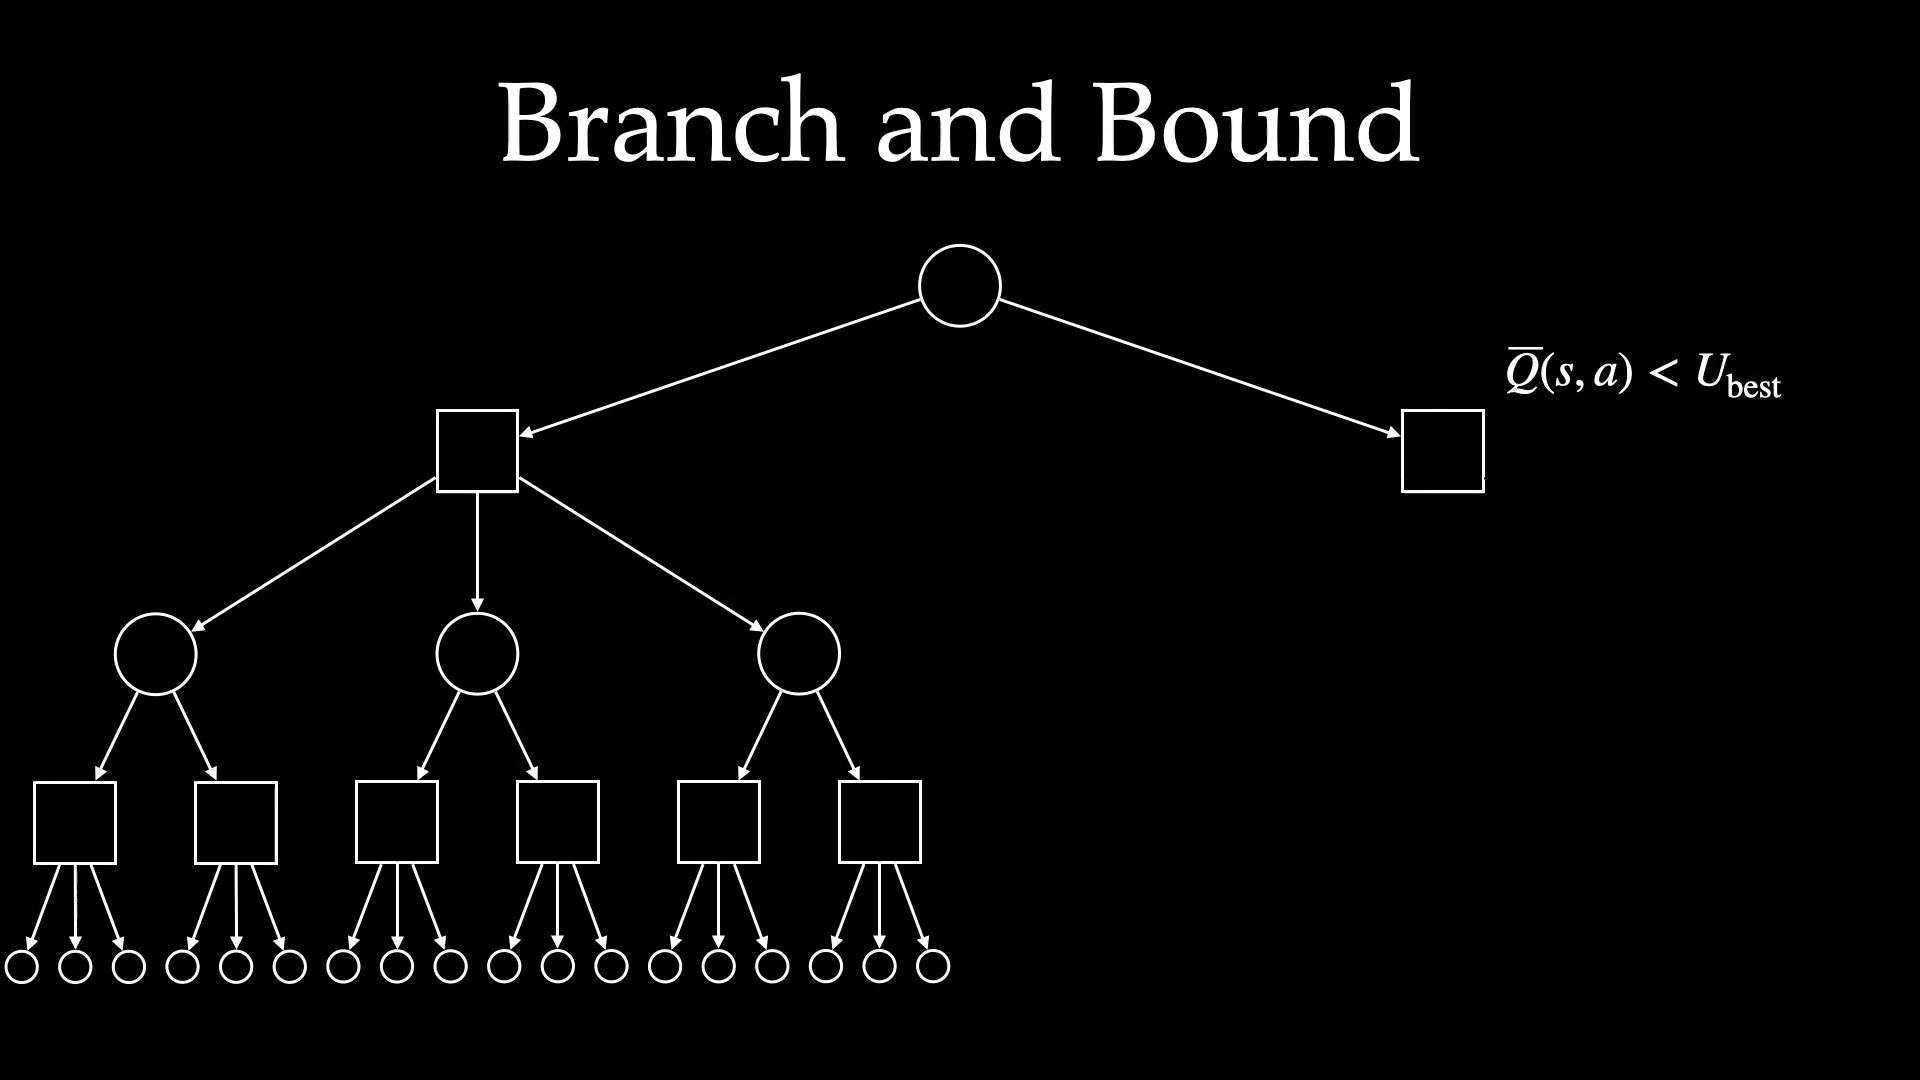 Branch and Bound
Q̅(s, a) < U_best